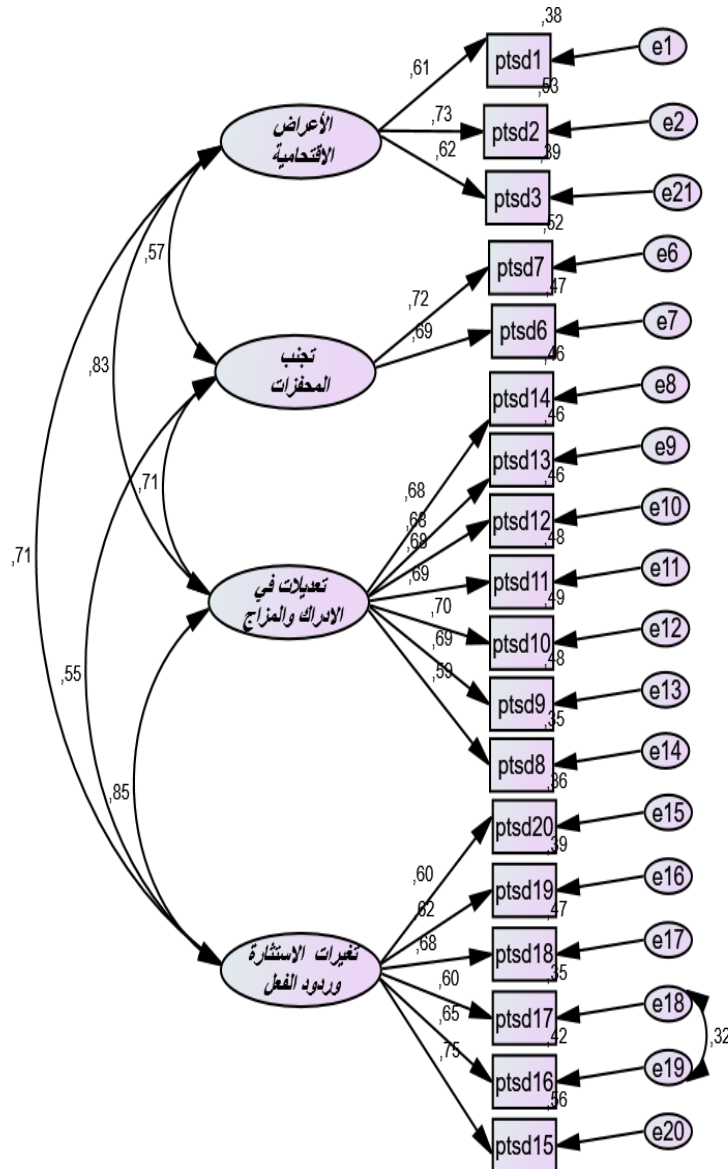 ,38
,61
ptsd1
e1
,53
,73
ptsd2
e2
الأعراض
الاقتحامية
,62
,39
ptsd3
e21
,52
,57
,72
ptsd7
e6
,47
,69
ptsd6
e7
تجنب
المحفزات
,46
,83
ptsd14
e8
,46
ptsd13
e9
,46
,71
,68
ptsd12
e10
,68
,48
,68
,71
,69
ptsd11
e11
تعديلات في
الادراك والمزاج
,49
,70
ptsd10
e12
,48
,69
,55
,59
ptsd9
e13
,35
ptsd8
e14
,36
,85
ptsd20
e15
,39
,60
ptsd19
e16
,62
,47
,68
ptsd18
e17
تغيرات الاستثارة
وردود الفعل
,35
,60
ptsd17
e18
,65
,42
,32
,75
ptsd16
e19
,56
ptsd15
e20